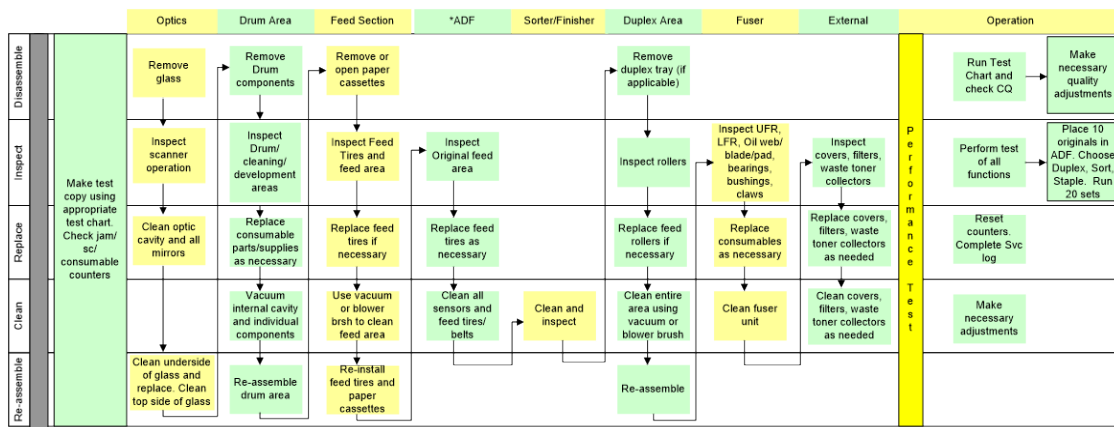 Optics
Drum Area
Feed Section
*ADF
Sorter/Finisher
Duplex Area
Fuser
External
Operation
Disassemble
Inspect
Replace
Clean
Re-assemble
Make test
copy using
appropriate
test chart.
Check jam/
sc/
consumable
counters
Remove
glass
Inspect
scanner
operation
Clean optic
cavity and all
mirrors
Clean underside
of glass and
replace. Clean
top side of glass
Remove
Drum
components
Inspect
Drum/
cleaning/
development
areas
Replace
consumable
parts/supplies
as necessary
Vacuum
internal cavity
and individual
components
Re-assemble
drum area
Remove or
open paper
cassettes
Inspect Feed
Tires and
feed area
Replace feed
tires if
necessary
Use vacuum
or blower
brsh to clean
feed area
Re-install
feed tires and
paper
cassettes
Inspect
Original feed
area
Replace feed
tires as
necessary
Clean all
sensors and
feed tires/
belts
Clean and
inspect
Remove
duplex tray (if
applicable)
Inspect rollers
Replace feed
rollers if
necessary
Clean entire
area using
vacuum or
blower brush
Re-assemble
Inspect UFR,
LFR, Oil web/
blade/pad,
bearings,
bushings,
claws
Replace
consumables
as necessary
Clean fuser
unit
Inspect
covers, filters,
waste toner
collectors
Replace covers,
filters, waste
toner collectors
as needed
Clean covers,
filters, waste
toner collectors
as needed
Performance Test
Run Test
Chart and
check CQ
Make
necessary
quality
adjustments
Perform test
of all
functions
Place 10
originals in
ADF. Choose
Duplex, Sort,
Staple. Run
20 sets
Reset
counters.
Complete Svc
log
Make
necessary
adjustments